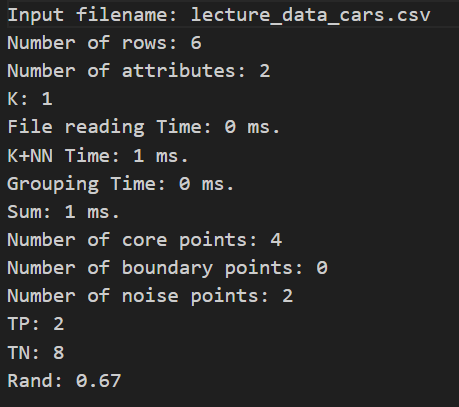 Input filename: lecture_data_cars.csv
Number of rows: 6
Number of attributes: 2
K: 1
File reading Time: 0 ms.
K+NN Time: 1 ms.
Grouping Time: 0 ms.
Sum: 1 ms.
Number of core points: 4
Number of boundary points: 0
Number of noise points: 2
TP: 2
TN: 8
Rand: 0.67